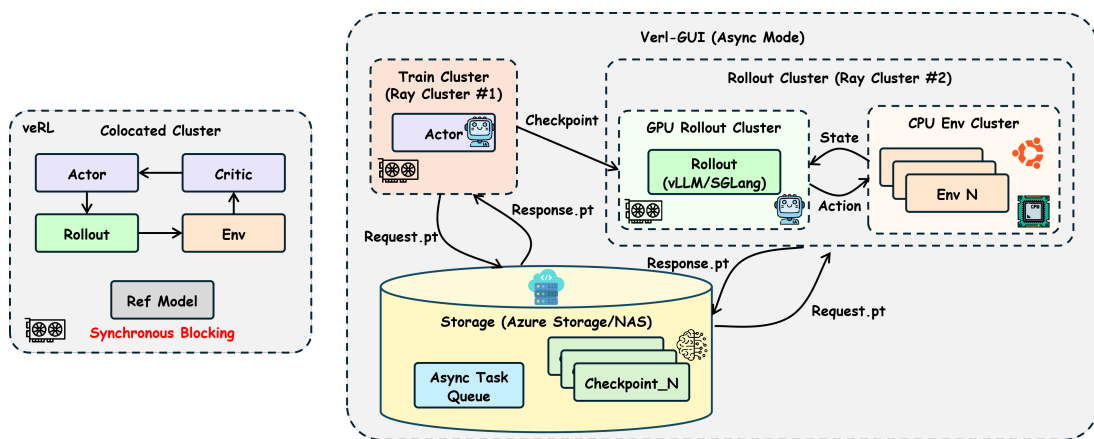 veRL
Colocated Cluster
Actor
Critic
Rollout
Env
Ref Model
Synchronous Blocking
Verl-GUI (Async Mode)
Train Cluster
(Ray Cluster #1)
Actor
Checkpoint
Rollout Cluster (Ray Cluster #2)
GPU Rollout Cluster
Rollout
(vLLM/SGLang)
State
Action
CPU Env Cluster
Env N
CPU
Request.pt
Response.pt
Response.pt
Request.pt
Storage (Azure Storage/NAS)
Async Task
Queue
Checkpoint_N